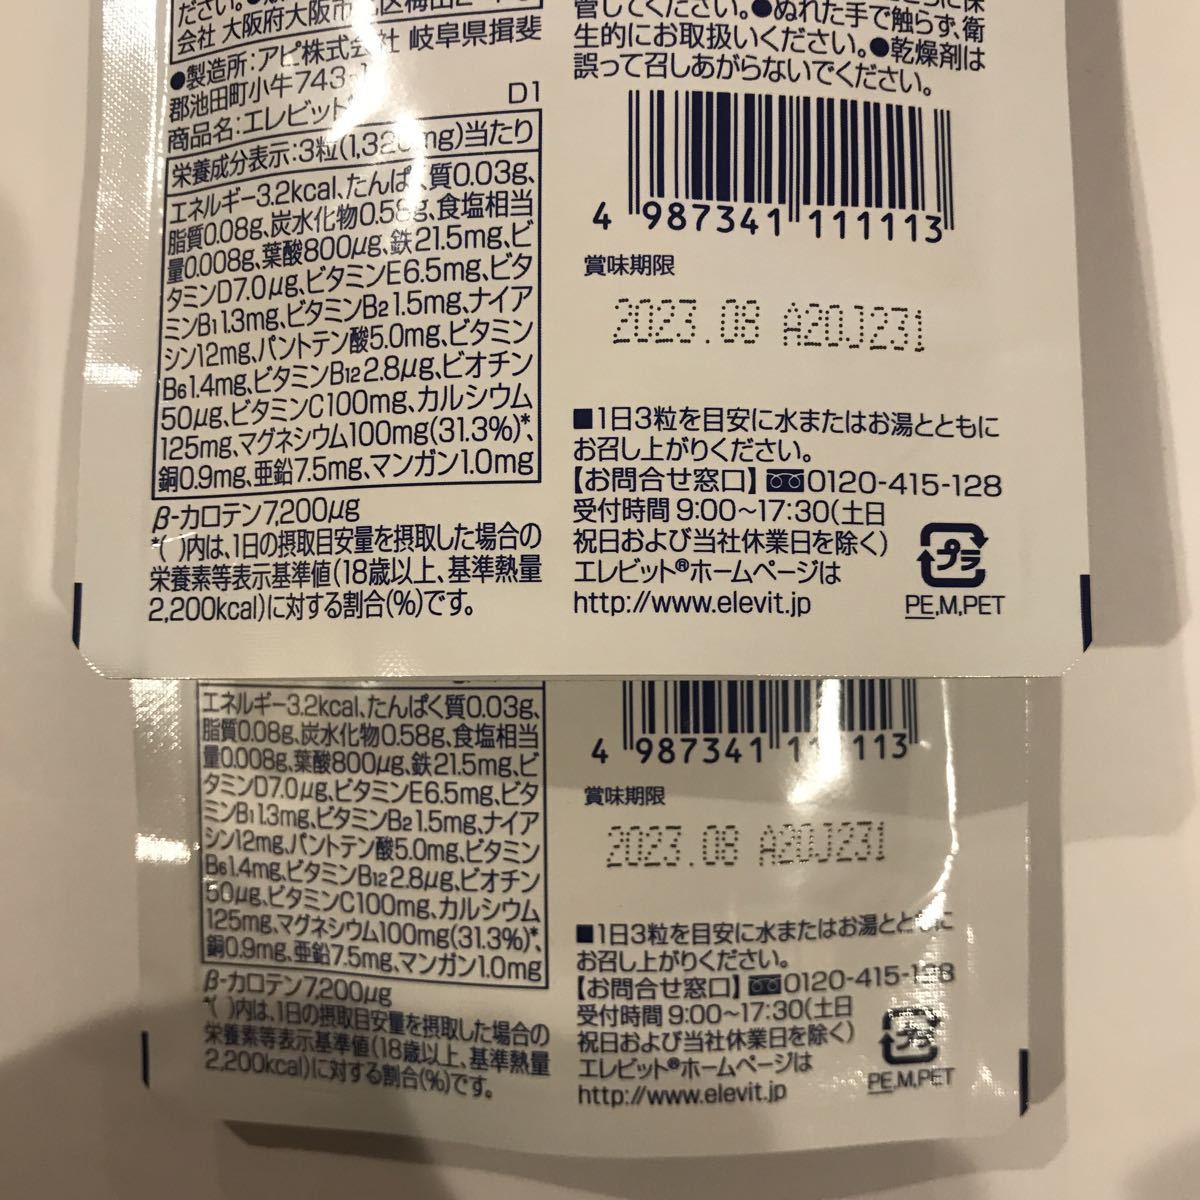 ださい。
会社 大阪府大阪市北区梅田2-4-9
●製造所:アピ株式会社 岐阜県揖斐
郡池田町小牛743-1
商品名:エレビット D1
栄養成分表示:3粒(1,320mg)当たり
エネルギー3.2kcal、たんぱく質0.03g、
脂質0.08g、炭水化物0.58g、食塩相当
量0.008g、葉酸800μg、鉄21.5mg、ビ
タミンD7.0μg、ビタミンE6.5mg、ビタ
ミンB1 1.3mg、ビタミンB2 1.5mg、ナイア
シン12mg、パントテン酸5.0mg、ビタミン
B6 1.4mg、ビタミンB12 2.8μg、ビオチン
50μg、ビタミンC100mg、カルシウム
125mg、マグネシウム100mg(31.3%)*、
銅0.9mg、亜鉛7.5mg、マンガン1.0mg
β-カロテン7,200μg
*( )内は、1日の摂取目安量を摂取した場合の
栄養素等表示基準値(18歳以上、基準熱量
2,200kcal)に対する割合(%)です。
管してください。●ぬれた手で触らず、衛
生的にお取扱いください。●乾燥剤は
誤って召しあがらないでください。
4 987341 111113
賞味期限
2023.08 A20J231
■1日3粒を目安に水またはお湯とともに
お召し上がりください。
【お問合せ窓口】0120-415-128
受付時間 9:00～17:30(土日
祝日および当社休業日を除く)
エレビット®ホームページは
http://www.elevit.jp
プラ
PE,M,PET
エネルギー3.2kcal、たんぱく質0.03g、
脂質0.08g、炭水化物0.58g、食塩相当
量0.008g、葉酸800μg、鉄21.5mg、ビ
タミンD7.0μg、ビタミンE6.5mg、ビタ
ミンB1 1.3mg、ビタミンB2 1.5mg、ナイア
シン12mg、パントテン酸5.0mg、ビタミン
B6 1.4mg、ビタミンB12 2.8μg、ビオチン
50μg、ビタミンC100mg、カルシウム
125mg、マグネシウム100mg(31.3%)*、
銅0.9mg、亜鉛7.5mg、マンガン1.0mg
β-カロテン7,200μg
*( )内は、1日の摂取目安量を摂取した場合の
栄養素等表示基準値(18歳以上、基準熱量
2,200kcal)に対する割合(%)です。
4 987341 111113
賞味期限
2023.08 A20J231
■1日3粒を目安に水またはお湯とともに
お召し上がりください。
【お問合せ窓口】0120-415-128
受付時間 9:00～17:30(土日
祝日および当社休業日を除く)
エレビット®ホームページは
http://www.elevit.jp
プラ
PE,M,PET